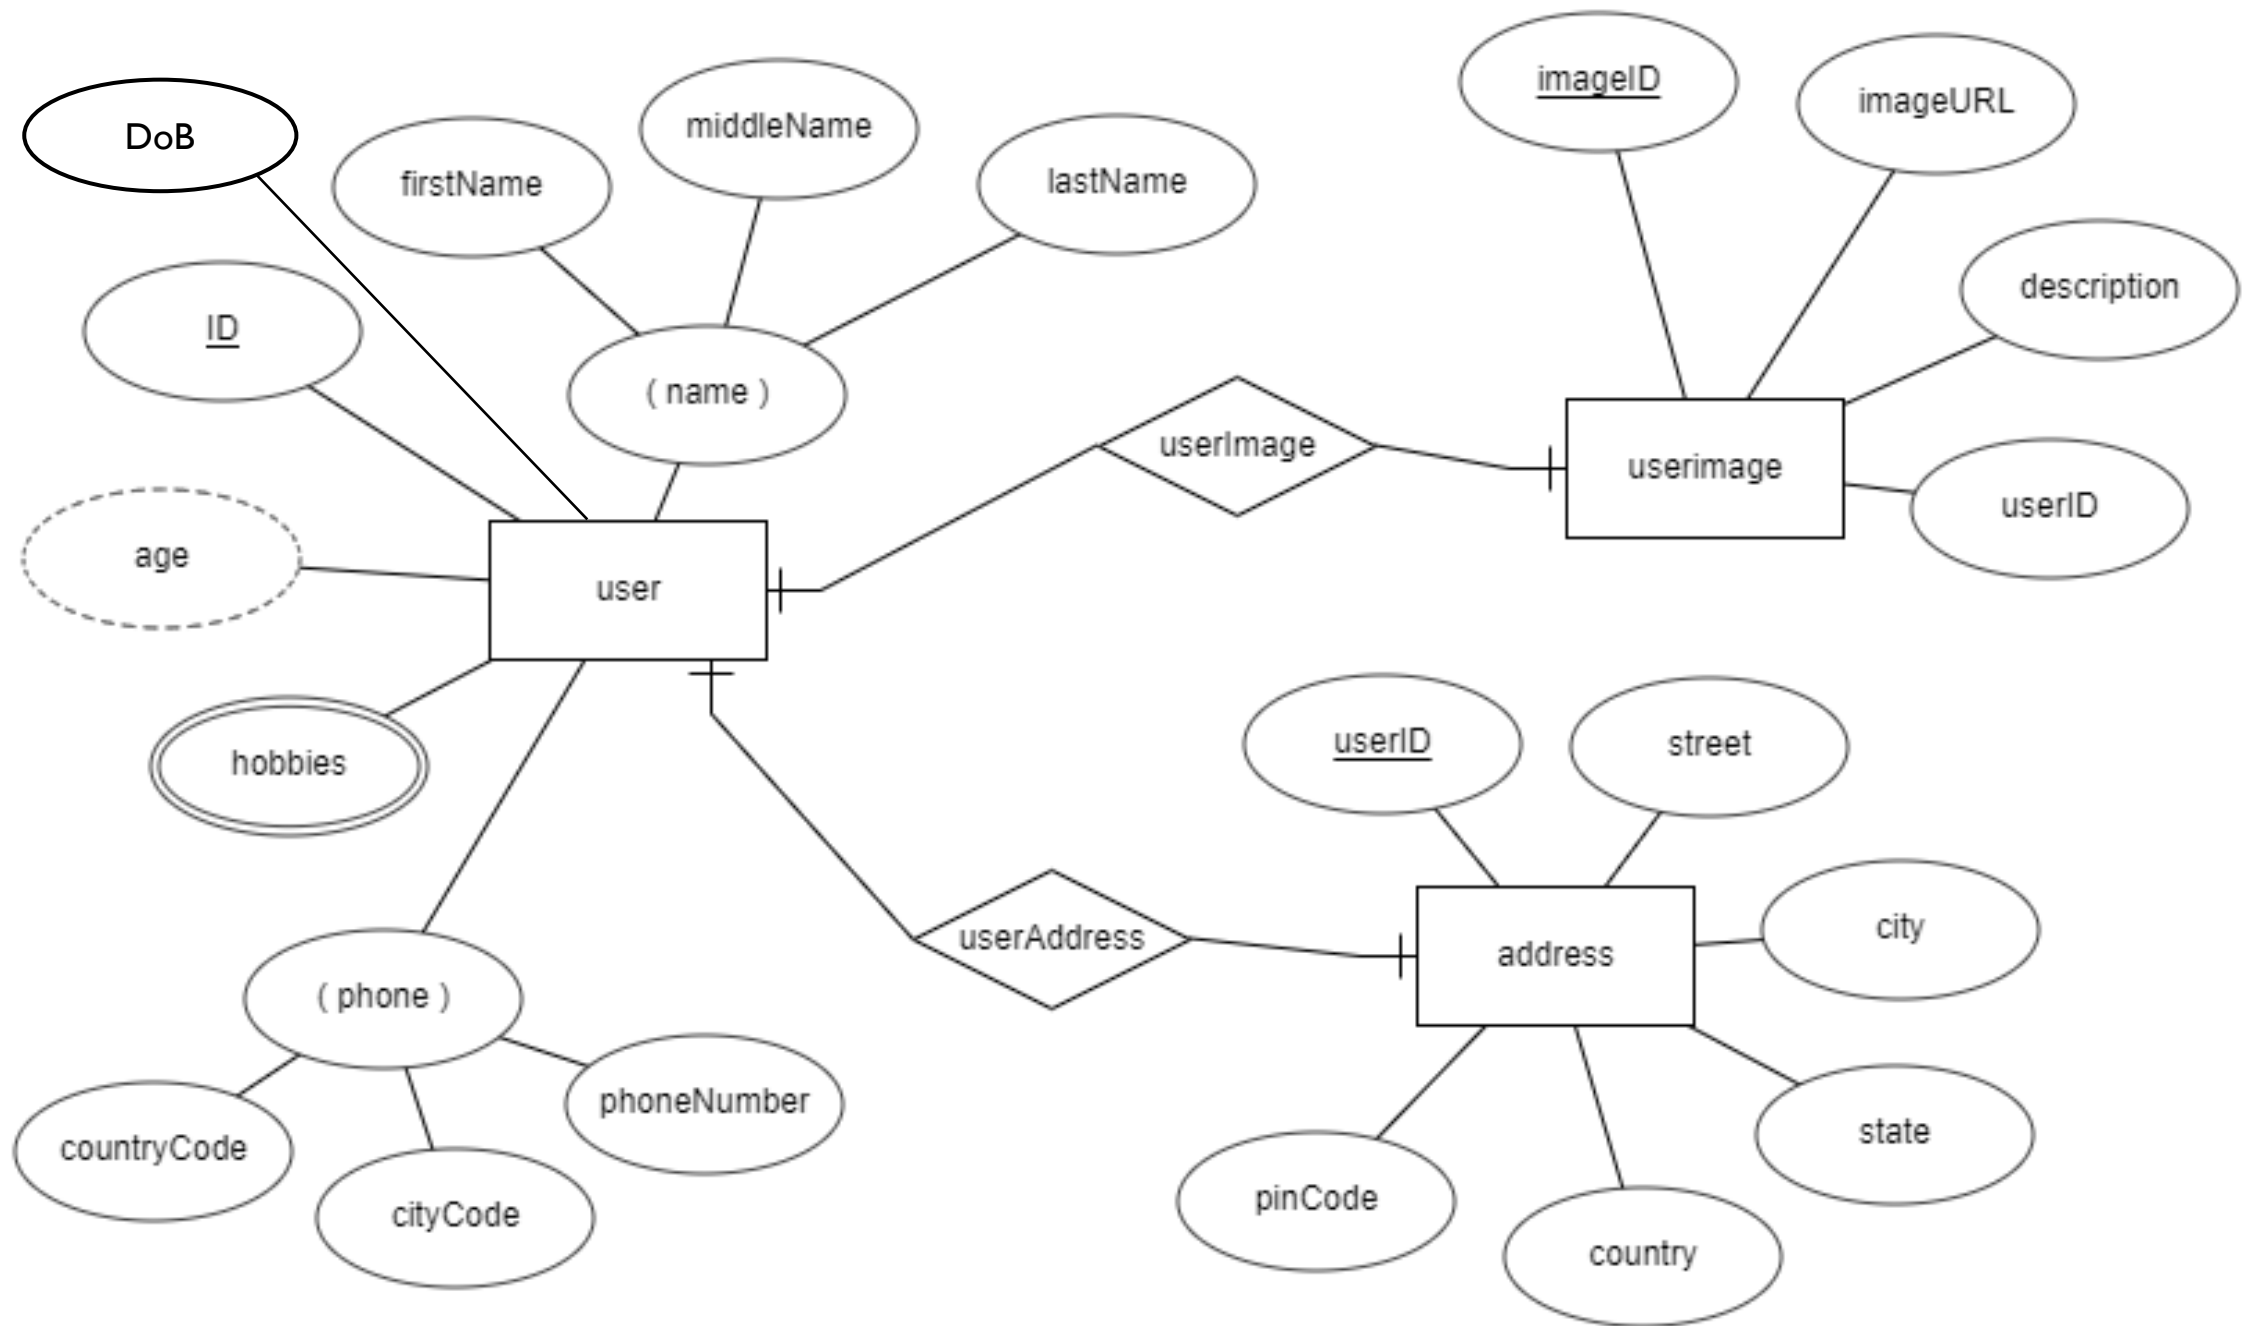 imageID
imageURL
middleName
DoB
firstName
lastName
description
ID
( name )
userImage
userimage
userID
age
user
hobbies
userID
street
city
userAddress
address
( phone )
phoneNumber
state
countryCode
pinCode
cityCode
country